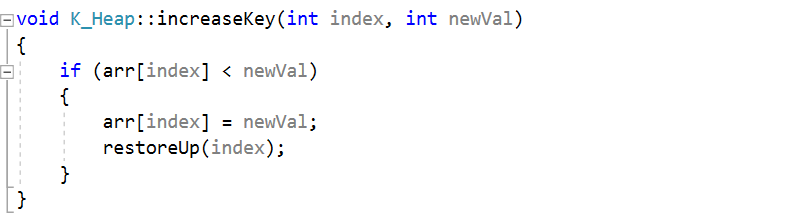 void K_Heap::increaseKey(int index, int newVal)
{
    if (arr[index] < newVal)
    {
        arr[index] = newVal;
        restoreUp(index);
    }
}